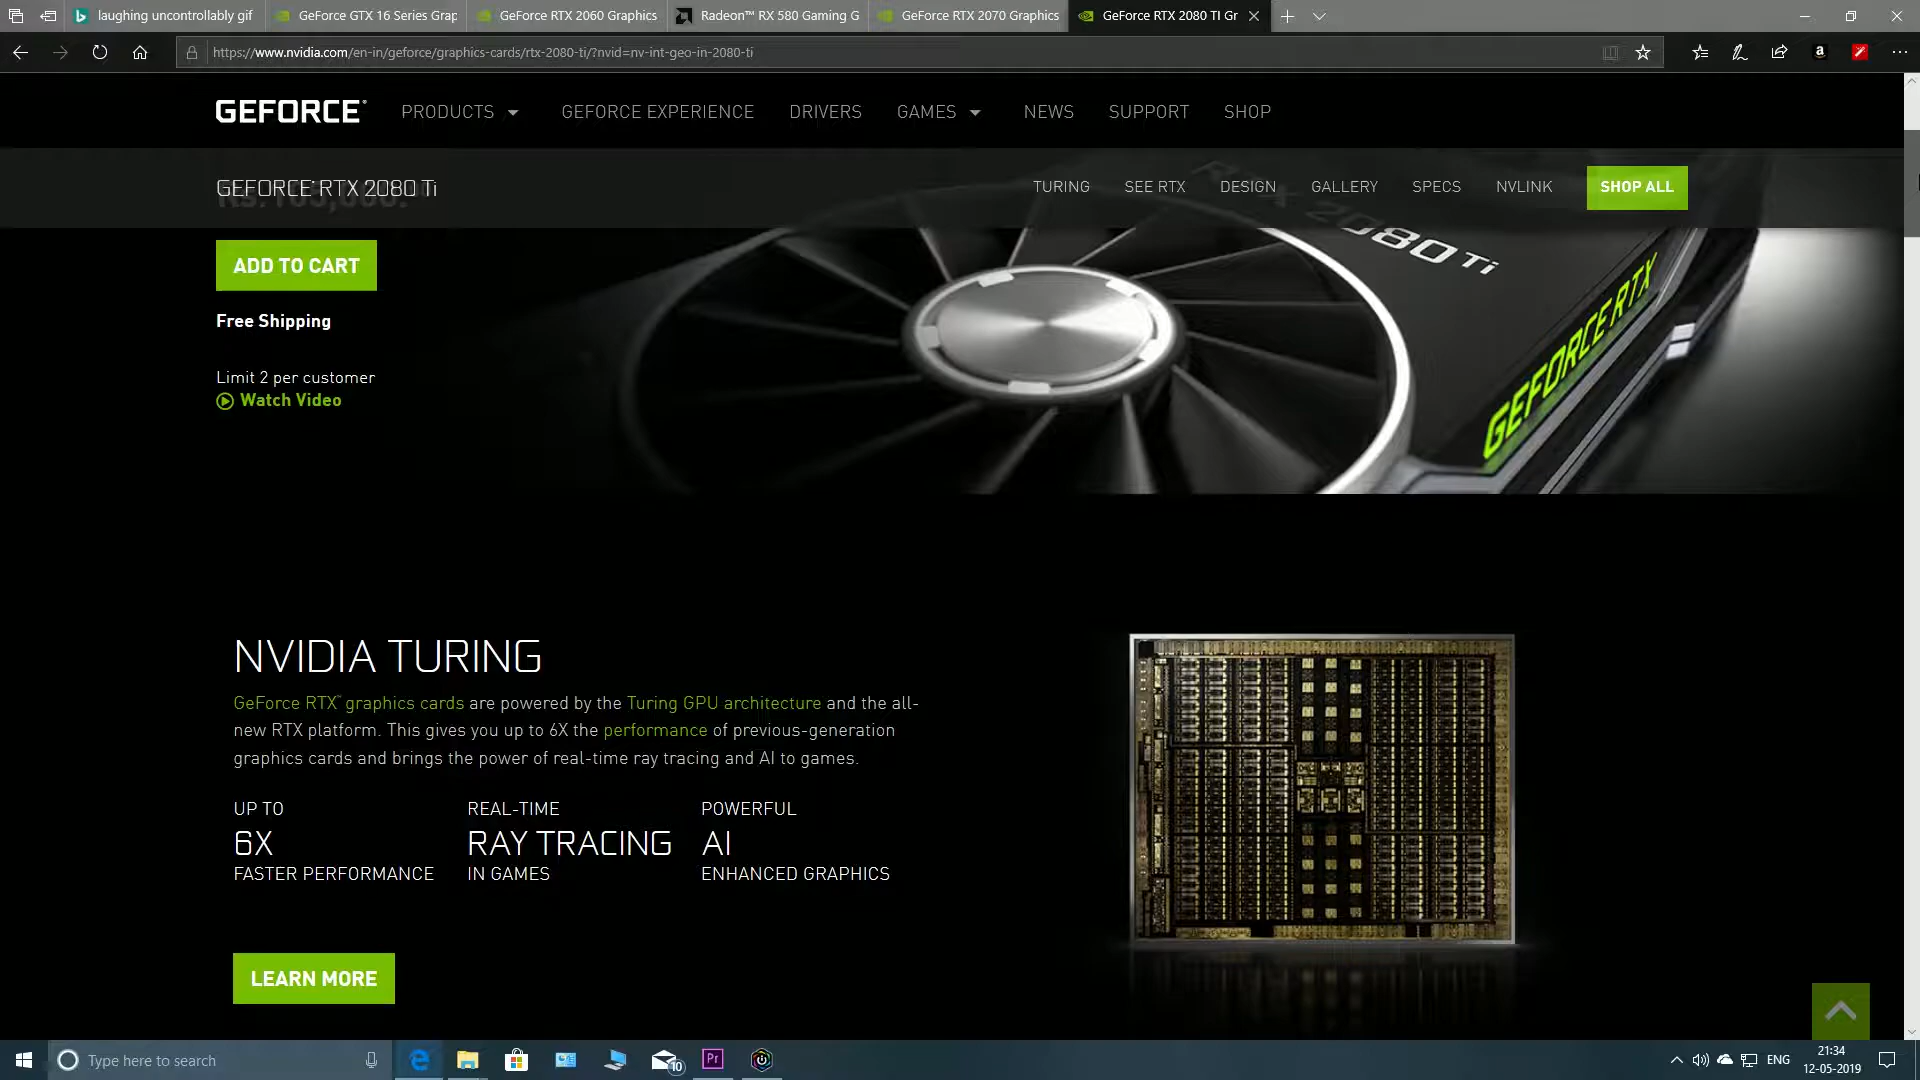 laughing uncontrollably gif
GeForce GTX 16 Series Grap
GeForce RTX 2060 Graphics
Radeon™ RX 580 Gaming G
GeForce RTX 2070 Graphics
GeForce RTX 2080 TI Gr
https://www.nvidia.com/en-in/geforce/graphics-cards/rtx-2080-ti/?nvid=nv-int-geo-in-2080-ti
GEFORCE
PRODUCTS
GEFORCE EXPERIENCE
DRIVERS
GAMES
NEWS
SUPPORT
SHOP
GEFORCE® RTX 2080 Ti
TURING
SEE RTX
DESIGN
GALLERY
SPECS
NVLINK
SHOP ALL
2080 Ti
GEFORCE RTX
ADD TO CART
Free Shipping
Limit 2 per customer
Watch Video
NVIDIA TURING
GeForce RTX™ graphics cards are powered by the Turing GPU architecture and the all-
new RTX platform. This gives you up to 6X the performance of previous-generation
graphics cards and brings the power of real-time ray tracing and AI to games.
UP TO
6X
FASTER PERFORMANCE
REAL-TIME
RAY TRACING
IN GAMES
POWERFUL
AI
ENHANCED GRAPHICS
LEARN MORE
Type here to search
10
Pr
ENG
21:34
12-05-2019